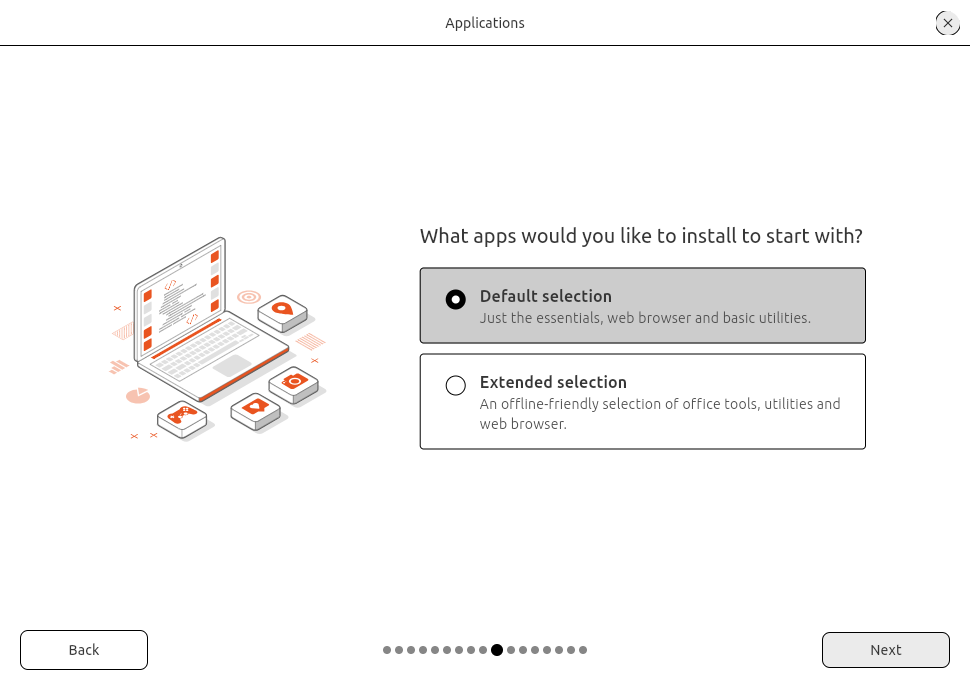 Applications
What apps would you like to install to start with?
Default selection
Just the essentials, web browser and basic utilities.
Extended selection
An offline-friendly selection of office tools, utilities and
web browser.
Back
Next